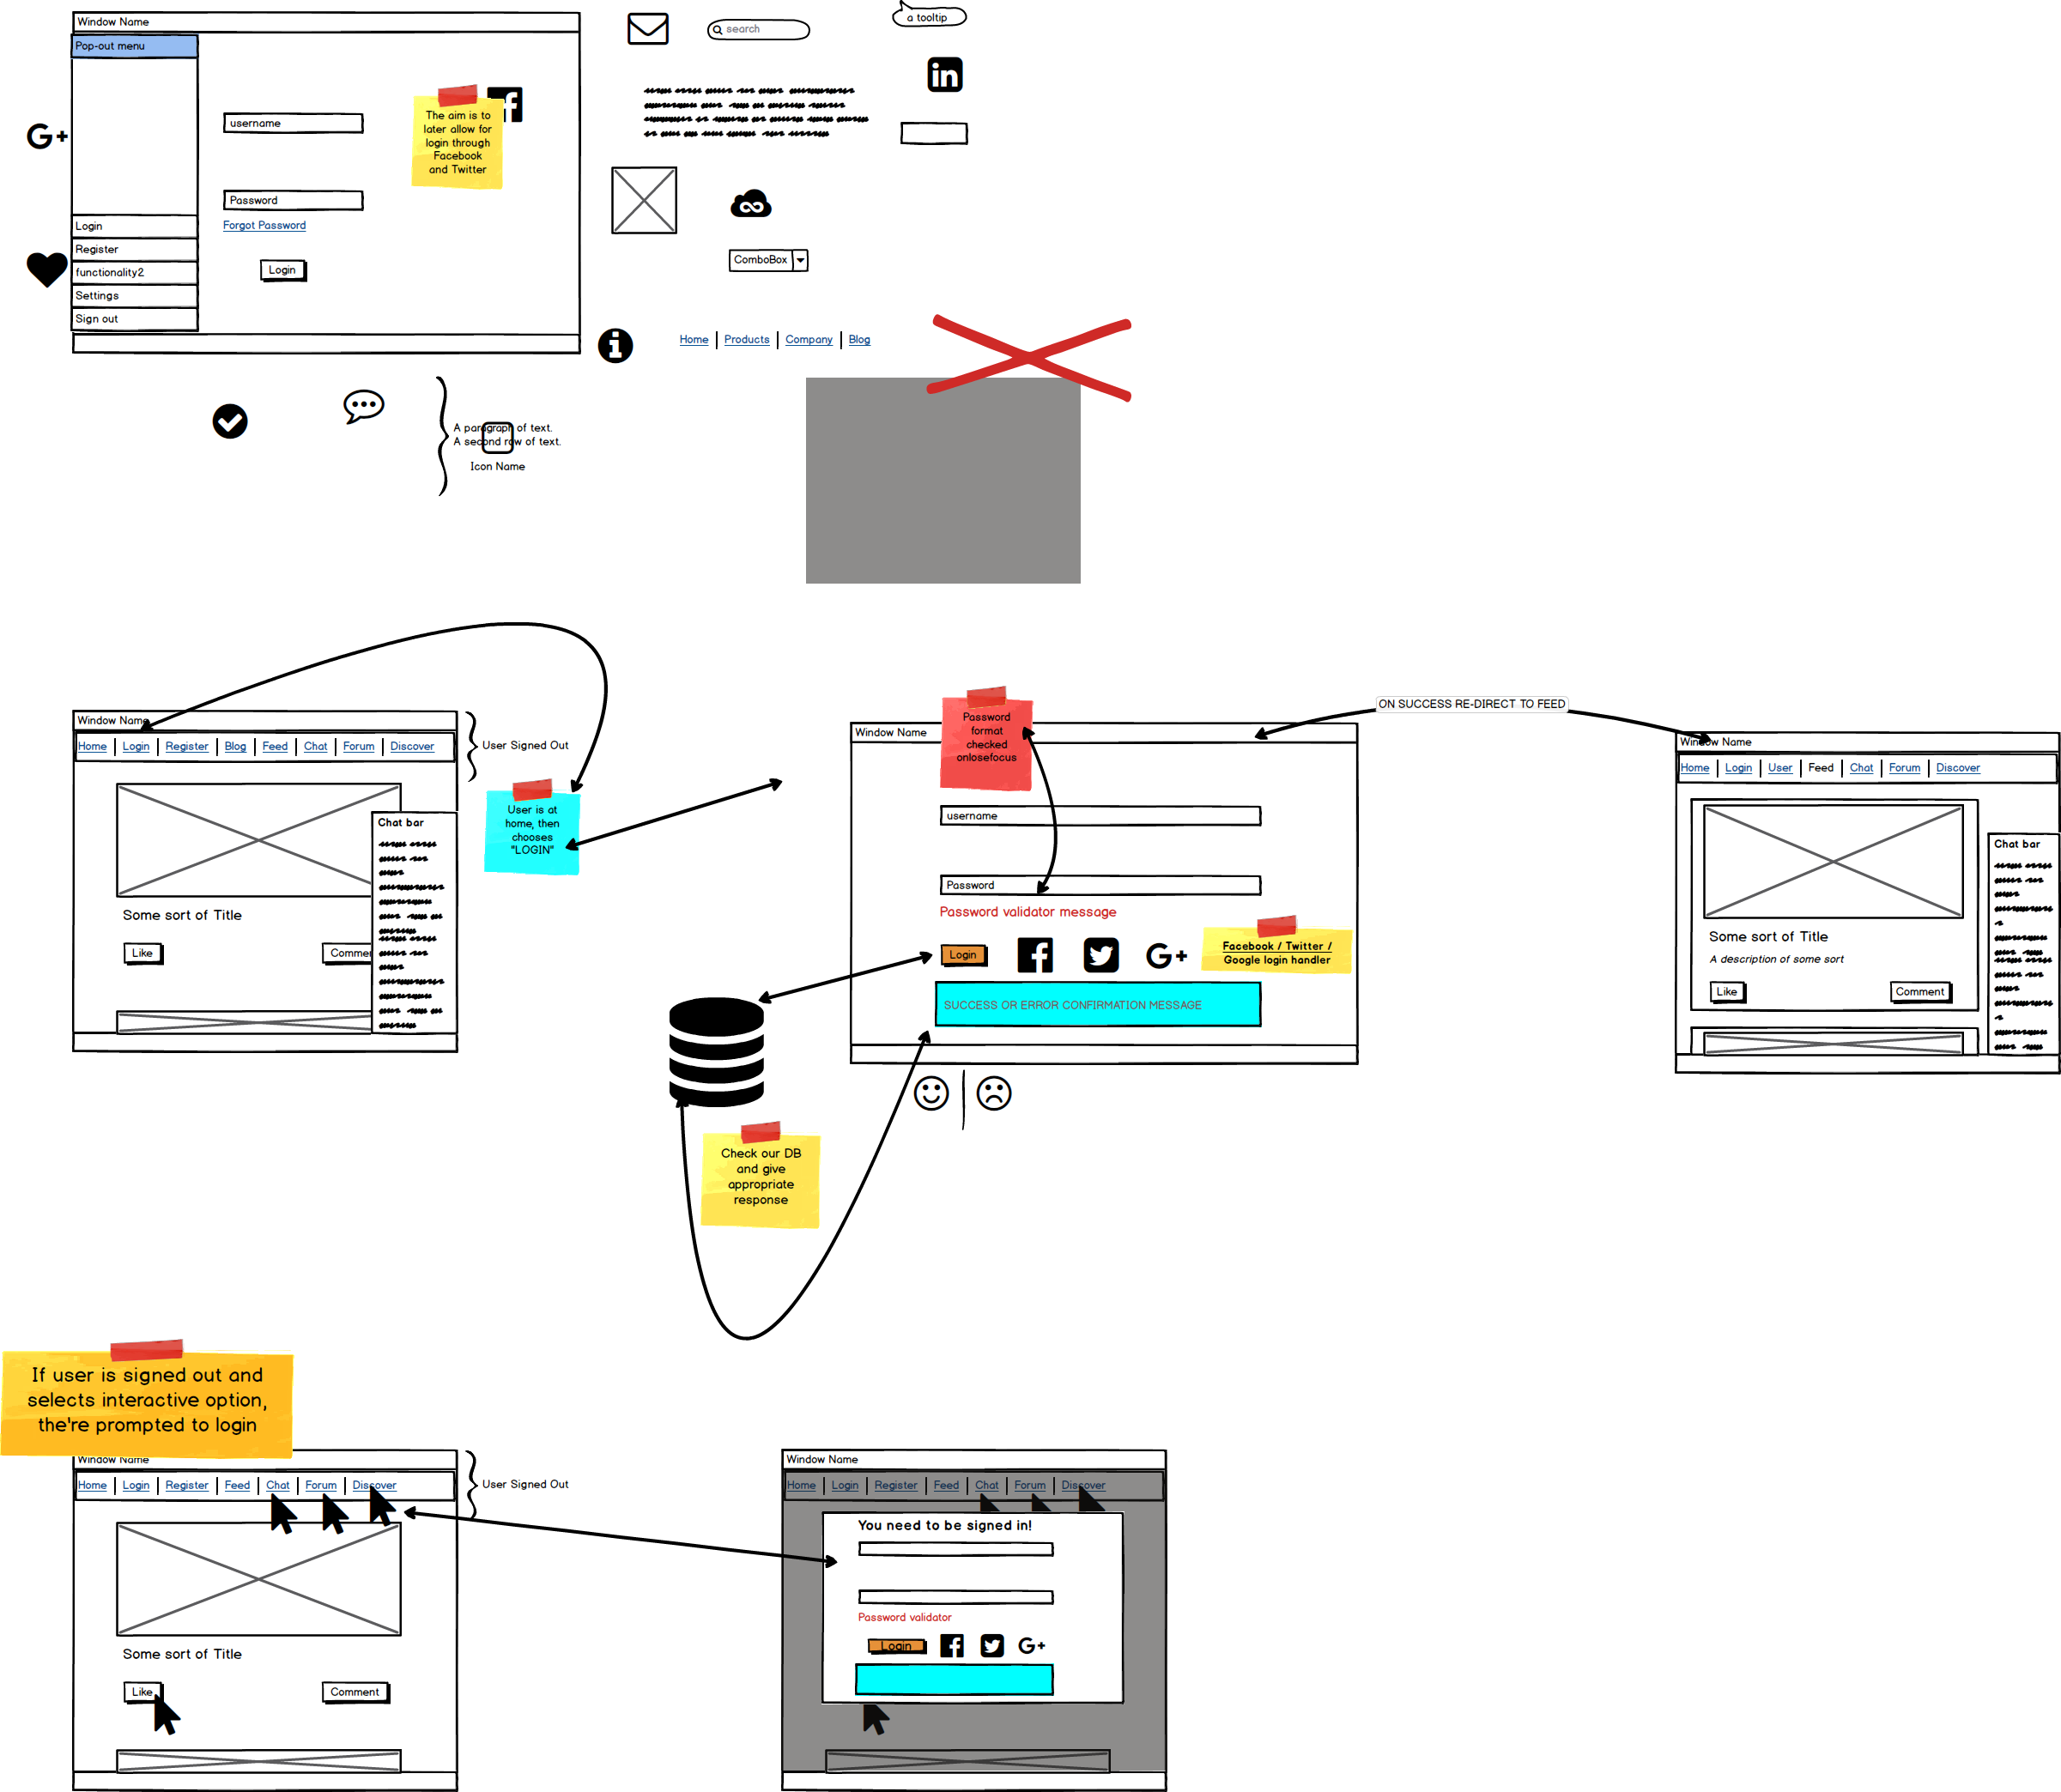 Window Name
Pop-out menu
Login
Register
functionality2
Settings
Sign out
username
Password
Forgot Password
Login
The aim is to
later allow for
login through
Facebook
and Twitter
G+
search
a tooltip
in
ComboBox
Home Products Company Blog
A paragraph of text.
A second row of text.
Icon Name
Window Name
Home Login Register Blog Feed Chat Forum Discover
User Signed Out
Chat bar
Some sort of Title
Like
Commen
User is at
home, then
chooses
"LOGIN"
Window Name
Password
format
checked
onlosefocus
username
Password
Password validator message
Login
G+
Facebook / Twitter /
Google login handler
SUCCESS OR ERROR CONFIRMATION MESSAGE
Check our DB
and give
appropriate
response
ON SUCCESS RE-DIRECT TO FEED
Window Name
Home Login User Feed Chat Forum Discover
Chat bar
Some sort of Title
A description of some sort
Like
Comment
If user is signed out and
selects interactive option,
the're prompted to login
Window Name
Home Login Register Feed Chat Forum Discover
User Signed Out
Some sort of Title
Like
Comment
Window Name
Home Login Register Feed Chat Forum Discover
You need to be signed in!
Password validator
Login
G+